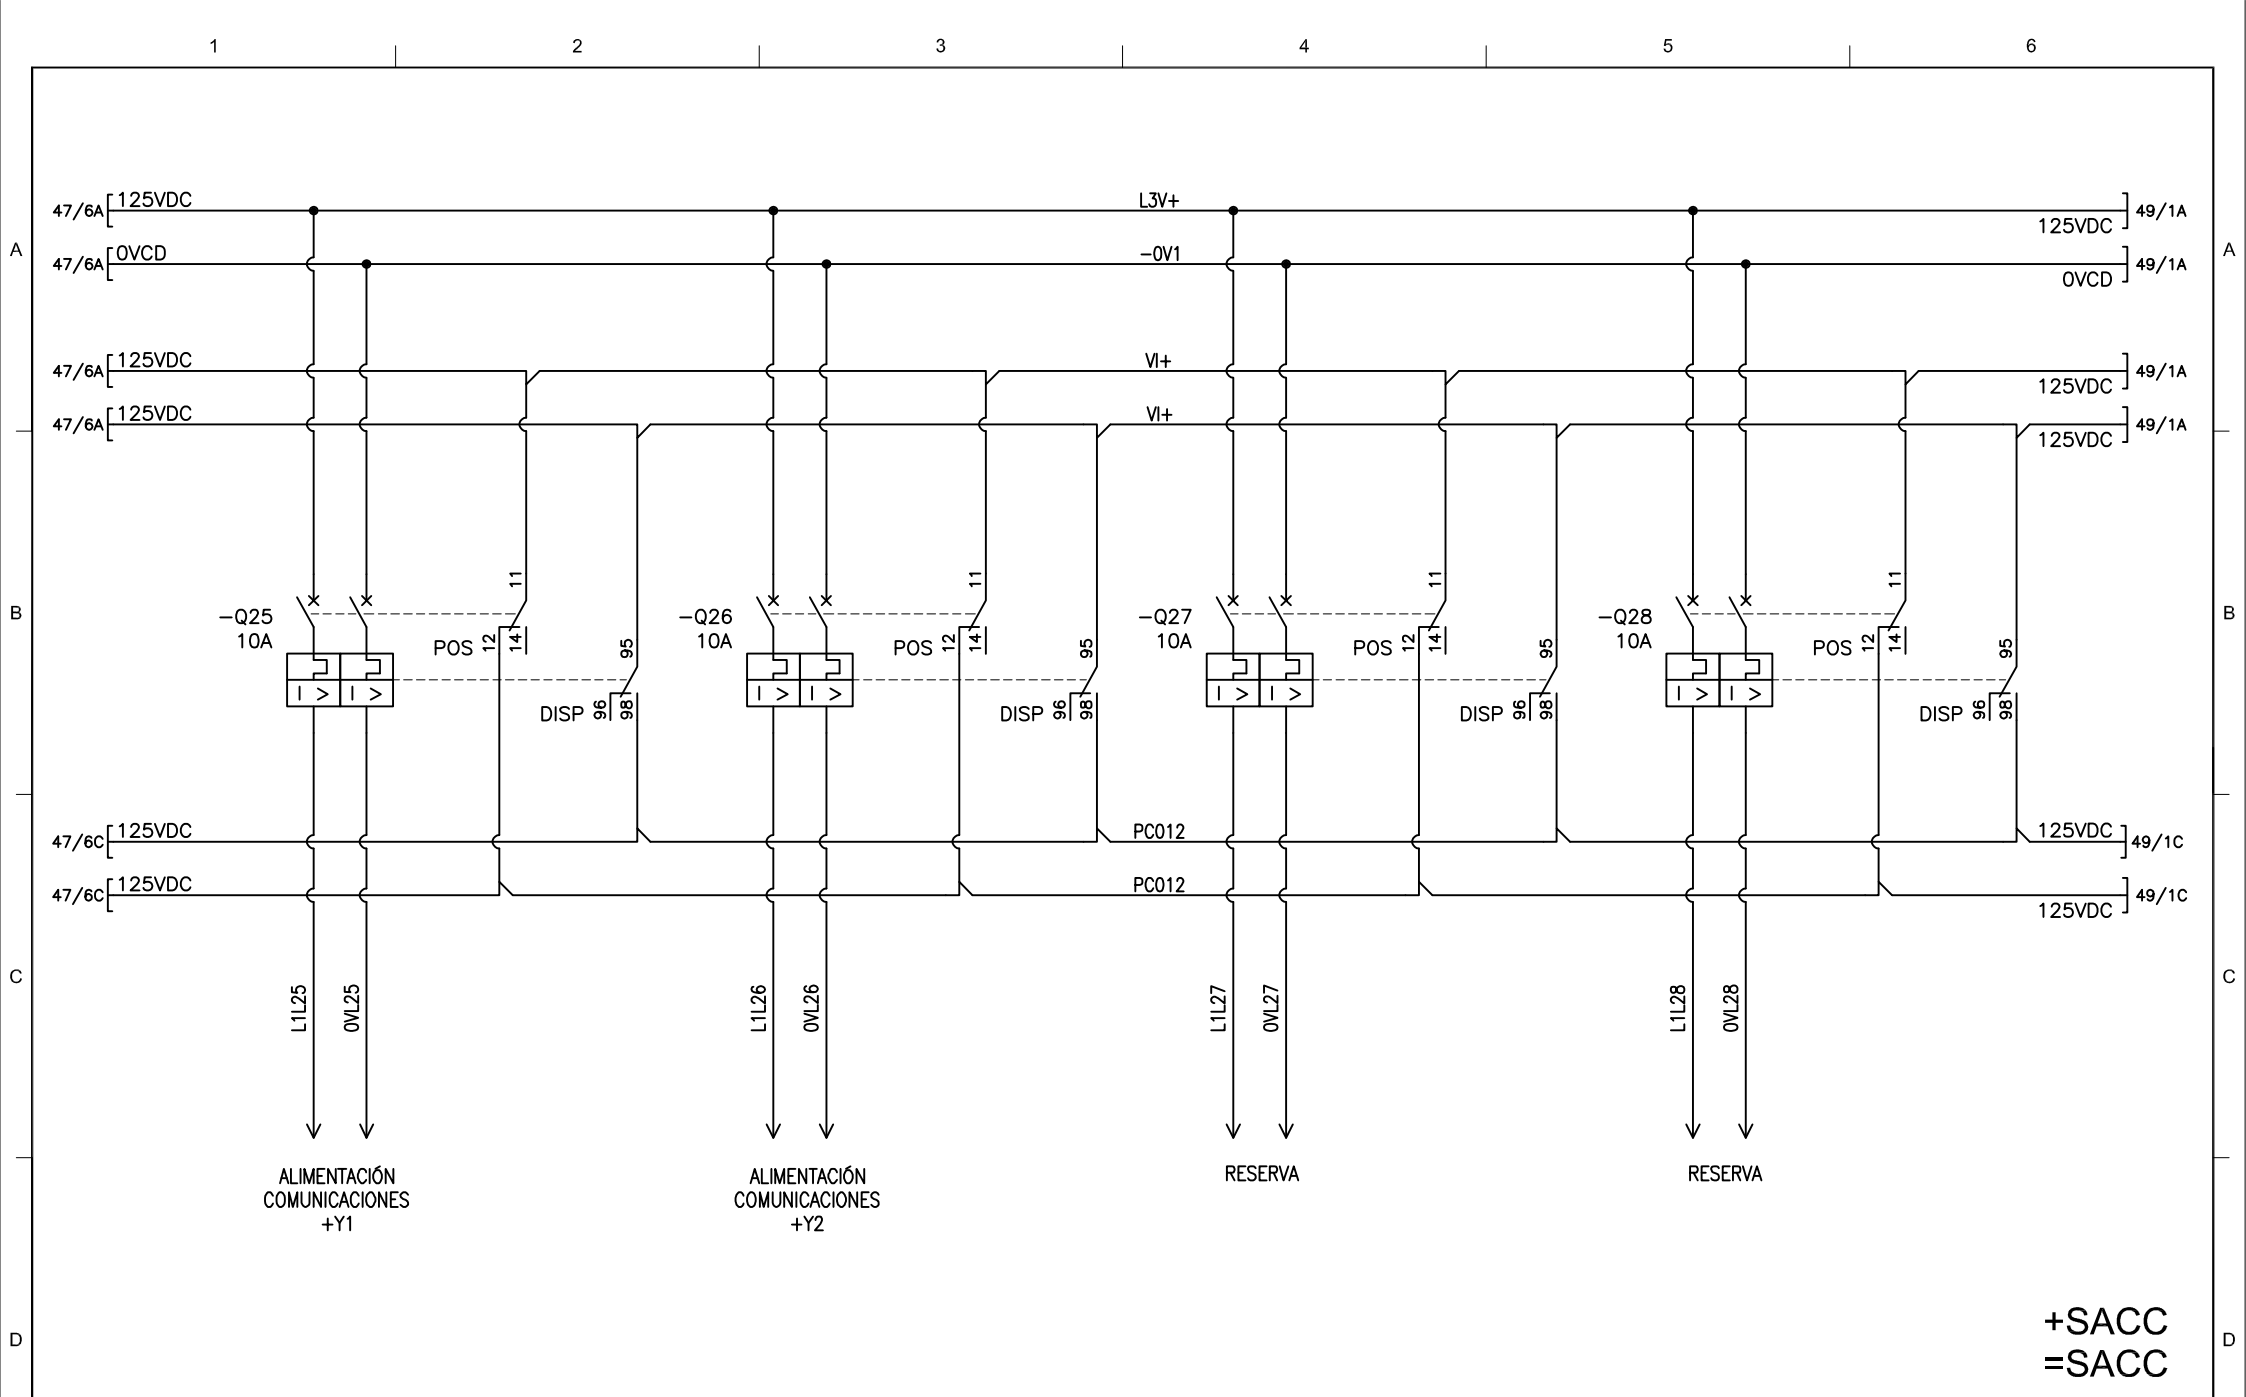 1 2 3 4 5 6
47/6A 125VDC L3V+ 125VDC 49/1A
A 47/6A 0VCD -0V1 0VCD 49/1A A
47/6A 125VDC VI+ 125VDC 49/1A
47/6A 125VDC VI+ 125VDC 49/1A
11 11 11 11
B -Q25 -Q26 -Q27 -Q28 B
10A POS 12 14 95 10A POS 12 14 95 10A POS 12 14 95 10A POS 12 14 95
I > I > I > I > I > I > I > I >
DISP 96 98 DISP 96 98 DISP 96 98 DISP 96 98
47/6C 125VDC PC012 125VDC 49/1C
47/6C 125VDC PC012 125VDC 49/1C
C C
L1L25 0VL25 L1L26 0VL26 L1L27 0VL27 L1L28 0VL28
ALIMENTACIÓN
COMUNICACIONES
+Y1
ALIMENTACIÓN
COMUNICACIONES
+Y2
RESERVA
RESERVA
+SACC
D D
=SACC